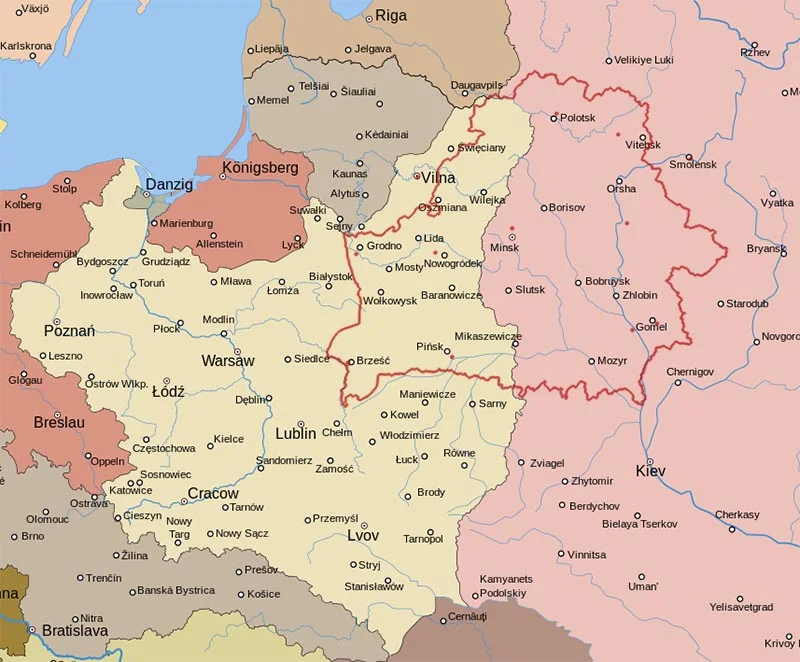 Växjö
Riga
Karlskrona
Liepāja
Jelgava
Rzhev
Velikiye Luki
Daugavpils
Telšiai
Šiauliai
Memel
Polotsk
Kėdainiai
Vitebsk
Święciany
Smolensk
Königsberg
Kaunas
Vilna
Orsha
Stolp
Danzig
Alytus
Wilejka
Vyatka
Kolberg
Suwałki
Oszmiana
Borisov
Marienburg
Sejny
in
Allenstein
Lyck
Grodno
Lida
Minsk
Bryansk
Schneidemühl
Bydgoszcz
Grudziądz
Nowogródek
Mosty
Białystok
Toruń
Mława
Łomża
Bobruysk
Inowrocław
Wołkowysk
Baranowicze
Slutsk
Zhlobin
Starodub
Poznań
Płock
Modlin
Gomel
Mikaszewicze
Novgoro
Leszno
Warsaw
Siedlce
Brześć
Pińsk
Mozyr
Glogau
Ostrów Wlkp.
Łódź
Chernigov
Dęblin
Maniewicze
Sarny
Breslau
Kowel
Lublin
Chełm
Włodzimierz
Kielce
Częstochowa
Oppeln
Sandomierz
Zamość
Łuck
Równe
Zviagel
Kiev
Sosnowiec
Katowice
Zhytomir
Cracow
Brody
Ostrava
Tarnów
Berdychov
Olomouc
Cieszyn
Nowy
Targ
Przemyśl
Bielaya Tserkov
Cherkasy
Brno
Nowy Sącz
Lvov
Tarnopol
Žilina
Vinnitsa
Stryj
Prešov
Trenčín
Stanisławów
Kamyanets
Podolskiy
Uman'
na
Banská Bystrica
Košice
Yelisavetgrad
Nitra
Cernăuți
Bratislava
Krivoy